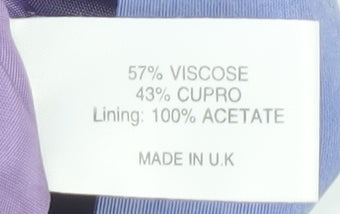 57% VISCOSE
43% CUPRO
Lining: 100% ACETATE
MADE IN U.K